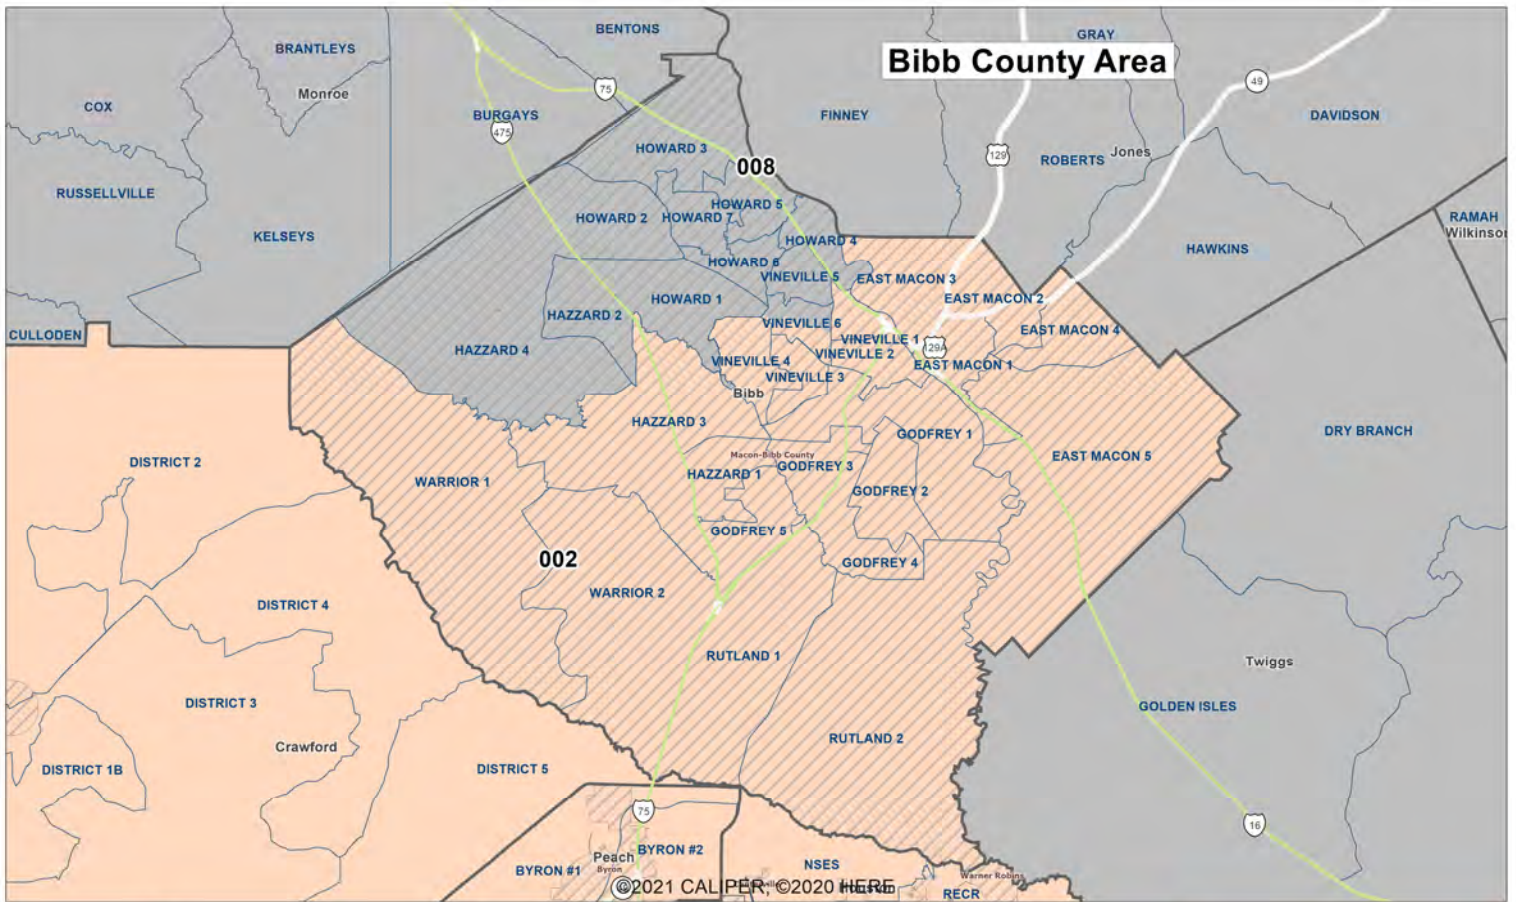 BENTONS
GRAY
BRANTLEYS
Bibb County Area
Monroe
75
49
COX
BURGAYS
FINNEY
DAVIDSON
475
HOWARD 3
129
ROBERTS
Jones
008
RUSSELLVILLE
HOWARD 5
HOWARD 2
HOWARD 7
RAMAH
Wilkinson
KELSEYS
HOWARD 4
HAWKINS
HOWARD 6
VINEVILLE 5
EAST MACON 3
HOWARD 1
EAST MACON 2
HAZZARD 2
VINEVILLE 6
EAST MACON 4
CULLODEN
VINEVILLE 1
HAZZARD 4
129A
VINEVILLE 2
VINEVILLE 4
EAST MACON 1
VINEVILLE 3
Bibb
HAZZARD 3
DRY BRANCH
GODFREY 1
Macon-Bibb County
EAST MACON 5
DISTRICT 2
GODFREY 3
HAZZARD 1
WARRIOR 1
GODFREY 2
GODFREY 5
002
GODFREY 4
WARRIOR 2
DISTRICT 4
RUTLAND 1
Twiggs
DISTRICT 3
GOLDEN ISLES
RUTLAND 2
Crawford
DISTRICT 1B
DISTRICT 5
75
16
BYRON #2
Peach
NSES
BYRON #1
Byron
Warner Robins
©2021 CALIPER, ©2020 HERE
RECR